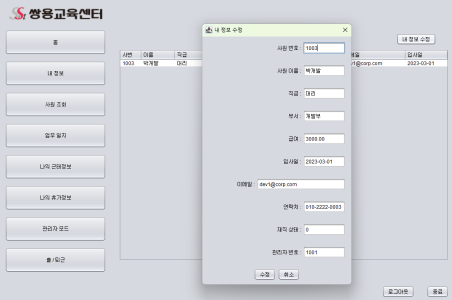 쌍용교육센터
홈
내 정보
사원 조회
업무 일지
나의 근태정보
나의 휴가정보
관리자 모드
출 / 퇴근
내 정보 수정
사번 이름 직급 입사일
1003 박개발 대리 v1@corp.com 2023-03-01
내 정보 수정
사원 번호 : 1003
사원 이름 : 박개발
직급 : 대리
부서 : 개발부
급여 : 3000.00
입사일 : 2023-03-01
이메일 : dev1@corp.com
연락처 : 010-2222-0003
재직 상태 : 0
관리자 번호 : 1001
수정 취소
로그아웃 종료